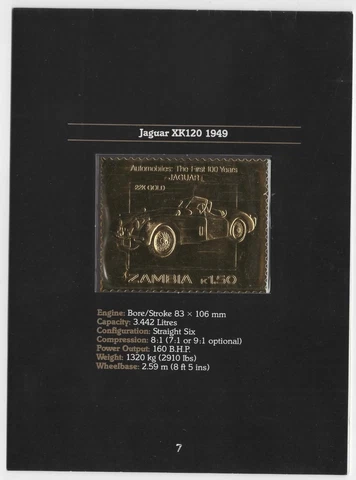 Jaguar XK120 1949
Automobiles: The First 100 Years
JAGUAR
22K GOLD
ZAMBIA K1.50
Engine: Bore/Stroke 83 × 106 mm
Capacity: 3.442 Litres
Configuration: Straight Six
Compression: 8:1 (7:1 or 9:1 optional)
Power Output: 160 B.H.P.
Weight: 1320 kg (2910 lbs)
Wheelbase: 2.59 m (8 ft 5 ins)
7